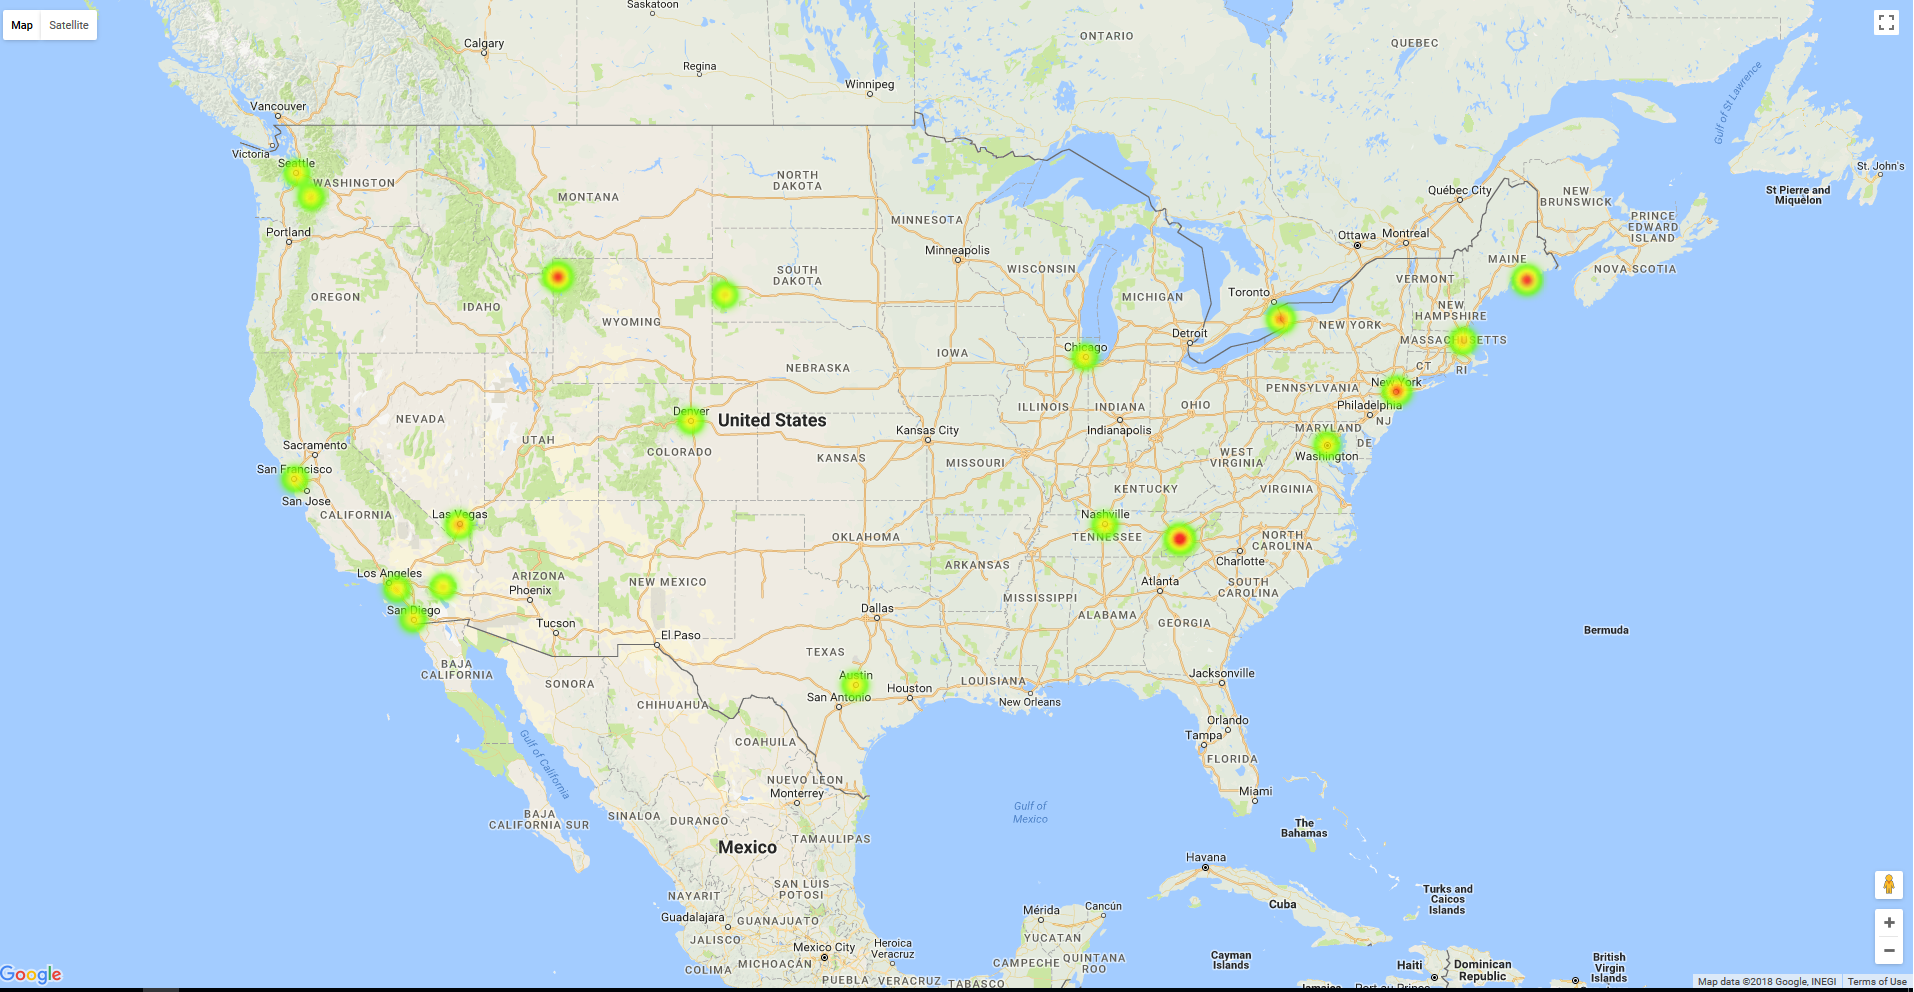 Map Satellite
Saskatoon
Calgary
ONTARIO
QUEBEC
Regina
Winnipeg
Vancouver
Gulf of St Lawrence
Victoria
Seattle
WASHINGTON
St. John's
NORTH
DAKOTA
MONTANA
Québec City
NEW
BRUNSWICK
St Pierre and
Miquelon
MINNESOTA
PRINCE
EDWARD
ISLAND
Portland
Ottawa
Montreal
Minneapolis
MAINE
WISCONSIN
SOUTH
DAKOTA
NOVA SCOTIA
VERMONT
OREGON
IDAHO
MICHIGAN
Toronto
NEW
HAMPSHIRE
WYOMING
NEW YORK
Detroit
MASSACHUSETTS
Chicago
IOWA
NEBRASKA
CT
RI
New York
PENNSYLVANIA
Philadelphia
ILLINOIS
INDIANA
OHIO
Denver
United States
NEVADA
NJ
MARYLAND
Kansas City
Indianapolis
UTAH
DE
Sacramento
COLORADO
KANSAS
WEST
VIRGINIA
Washington
MISSOURI
San Francisco
KENTUCKY
VIRGINIA
San Jose
CALIFORNIA
Las Vegas
Nashville
OKLAHOMA
TENNESSEE
NORTH
CAROLINA
Charlotte
ARKANSAS
Los Angeles
ARIZONA
NEW MEXICO
Atlanta
Phoenix
SOUTH
CAROLINA
MISSISSIPPI
San Diego
Dallas
ALABAMA
Tucson
GEORGIA
Bermuda
El Paso
TEXAS
BAJA
CALIFORNIA
Jacksonville
Austin
SONORA
LOUISIANA
Houston
San Antonio
New Orleans
CHIHUAHUA
Orlando
Tampa
COAHUILA
FLORIDA
Gulf of California
NUEVO LEON
Monterrey
Miami
Gulf of
Mexico
BAJA
CALIFORNIA SUR
SINALOA
DURANGO
The
Bahamas
TAMAULIPAS
Mexico
Havana
SAN LUIS
POTOSI
NAYARIT
Turks and
Caicos
Islands
Cuba
Mérida
Cancún
Guadalajara
GUANAJUATO
JALISCO
YUCATAN
Mexico City
Heroica
Veracruz
Cayman
Islands
CAMPECHE
QUINTANA
ROO
COLIMA
MICHOACÁN
Haiti
Dominican
Republic
British
Virgin
Islands
PUEBLA
VERACRUZ
TABASCO
Jamaica
Port-au-Prince
Google
Map data ©2018 Google, INEGI Terms of Use